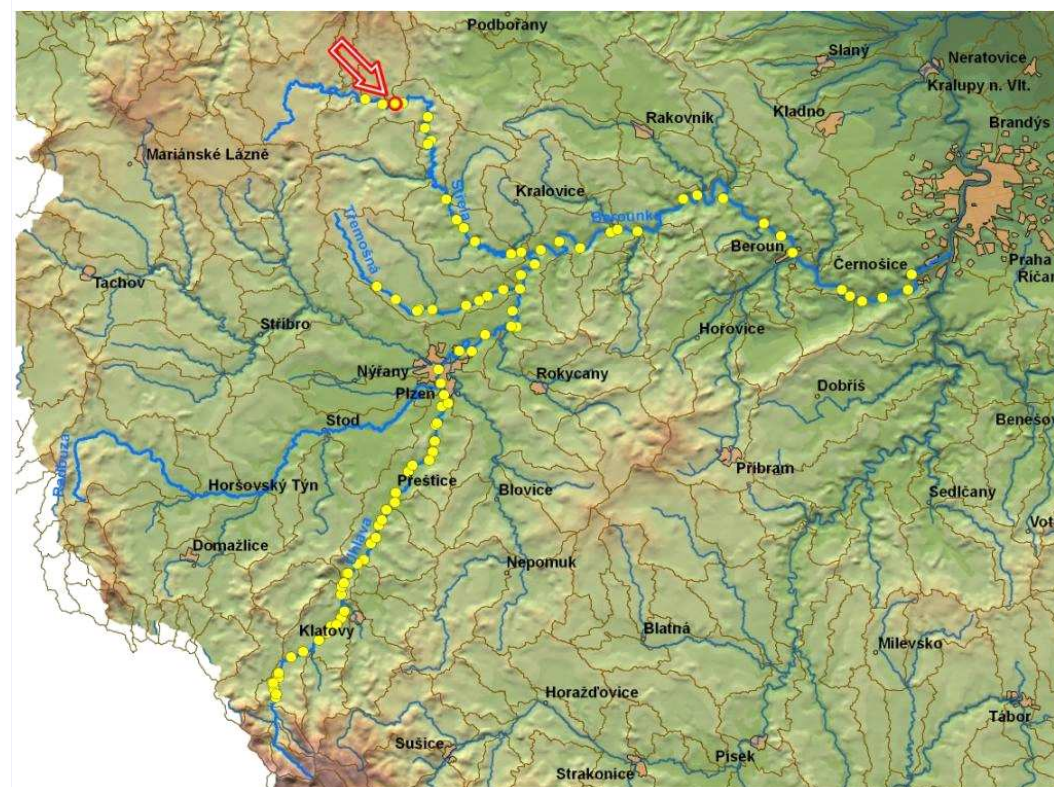 Podbořany
Slaný
Neratovice
Kralupy n. Vlt.
Rakovník
Kladno
Brandýs
Mariánské Lázně
Kralovice
Střela
Třemošná
Berounka
Beroun
Černošice
Praha
Říčan
Tachov
Stříbro
Hořovice
Nýřany
Rokycany
Dobříš
Plzeň
Stod
Benešov
Radbuza
Přeštice
Příbram
Horšovský Týn
Blovice
Sedlčany
Vot
Úhlava
Domažlice
Nepomuk
Klatovy
Blatná
Milevsko
Horažďovice
Tábor
Sušice
Písek
Strakonice